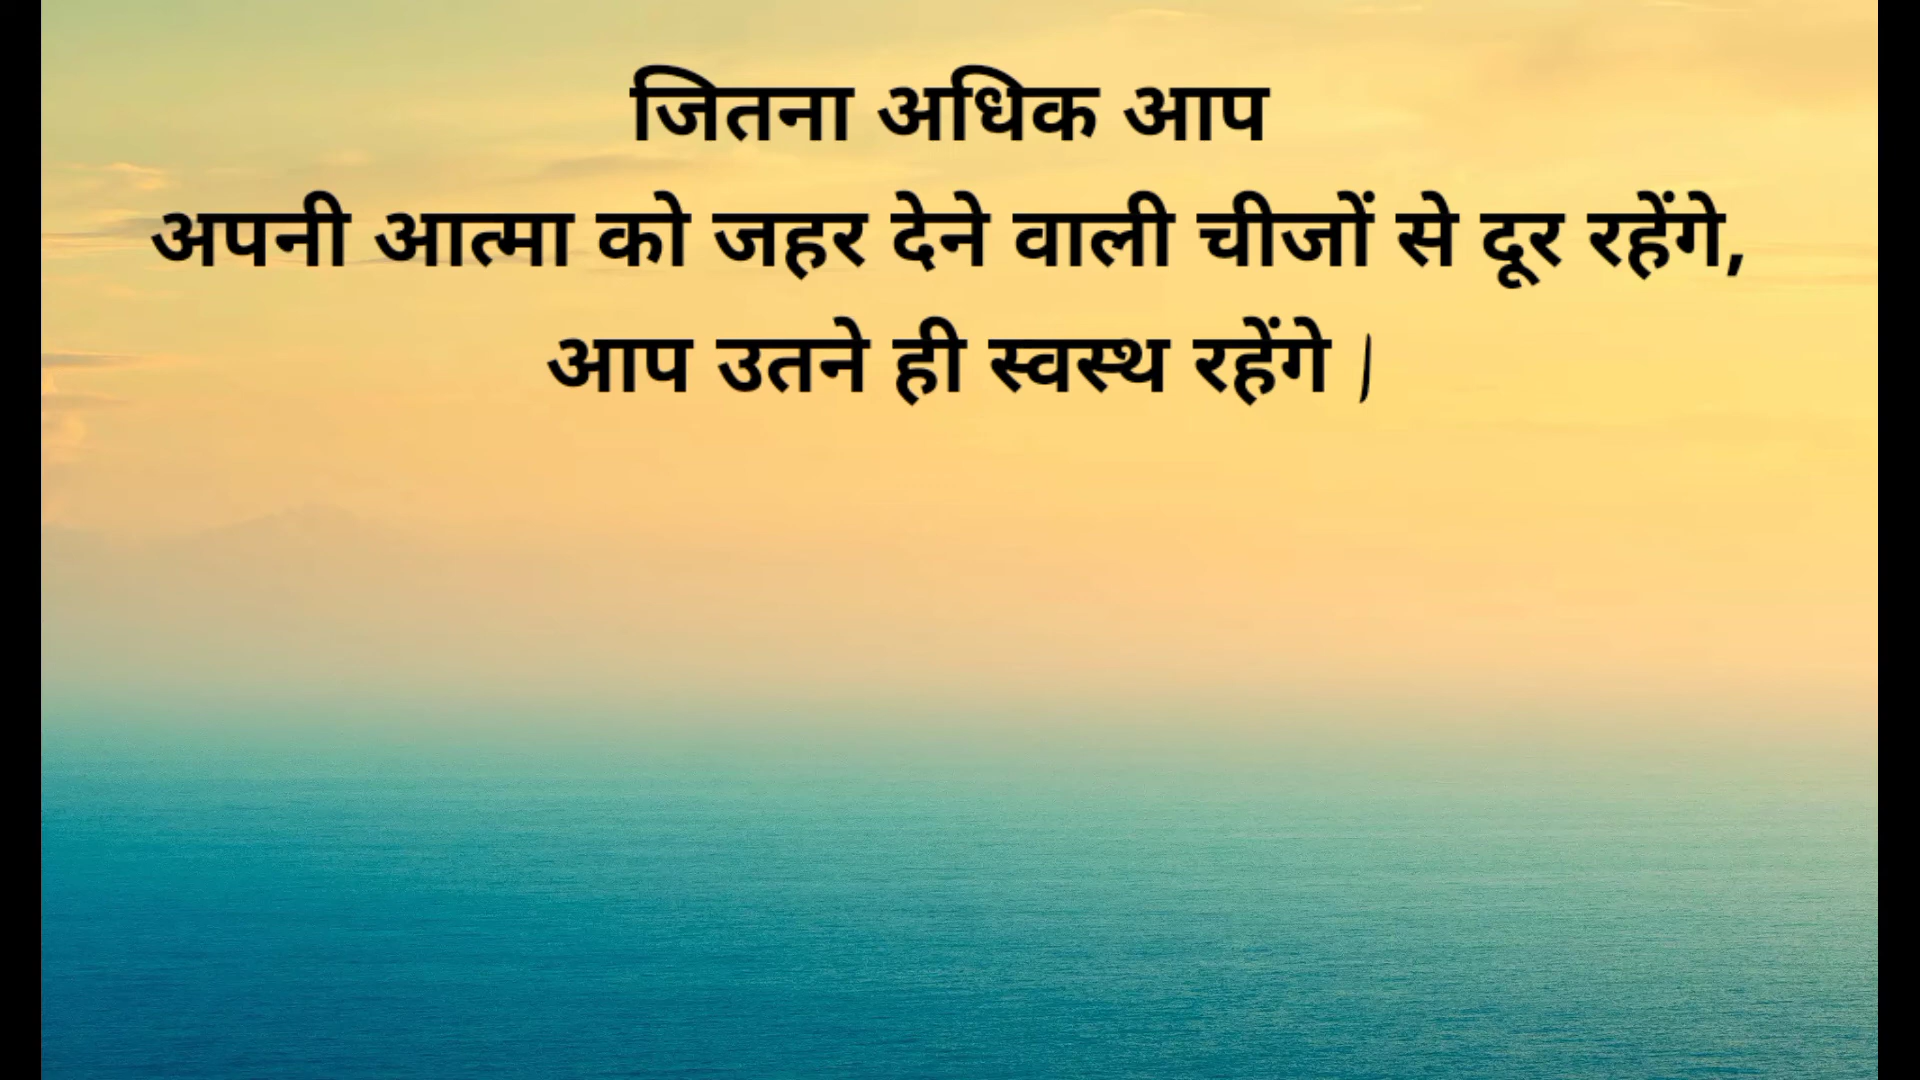 जितना अधिक आप
अपनी आत्मा को जहर देने वाली चीजों से दूर रहेंगे,
आप उतने ही स्वस्थ रहेंगे |